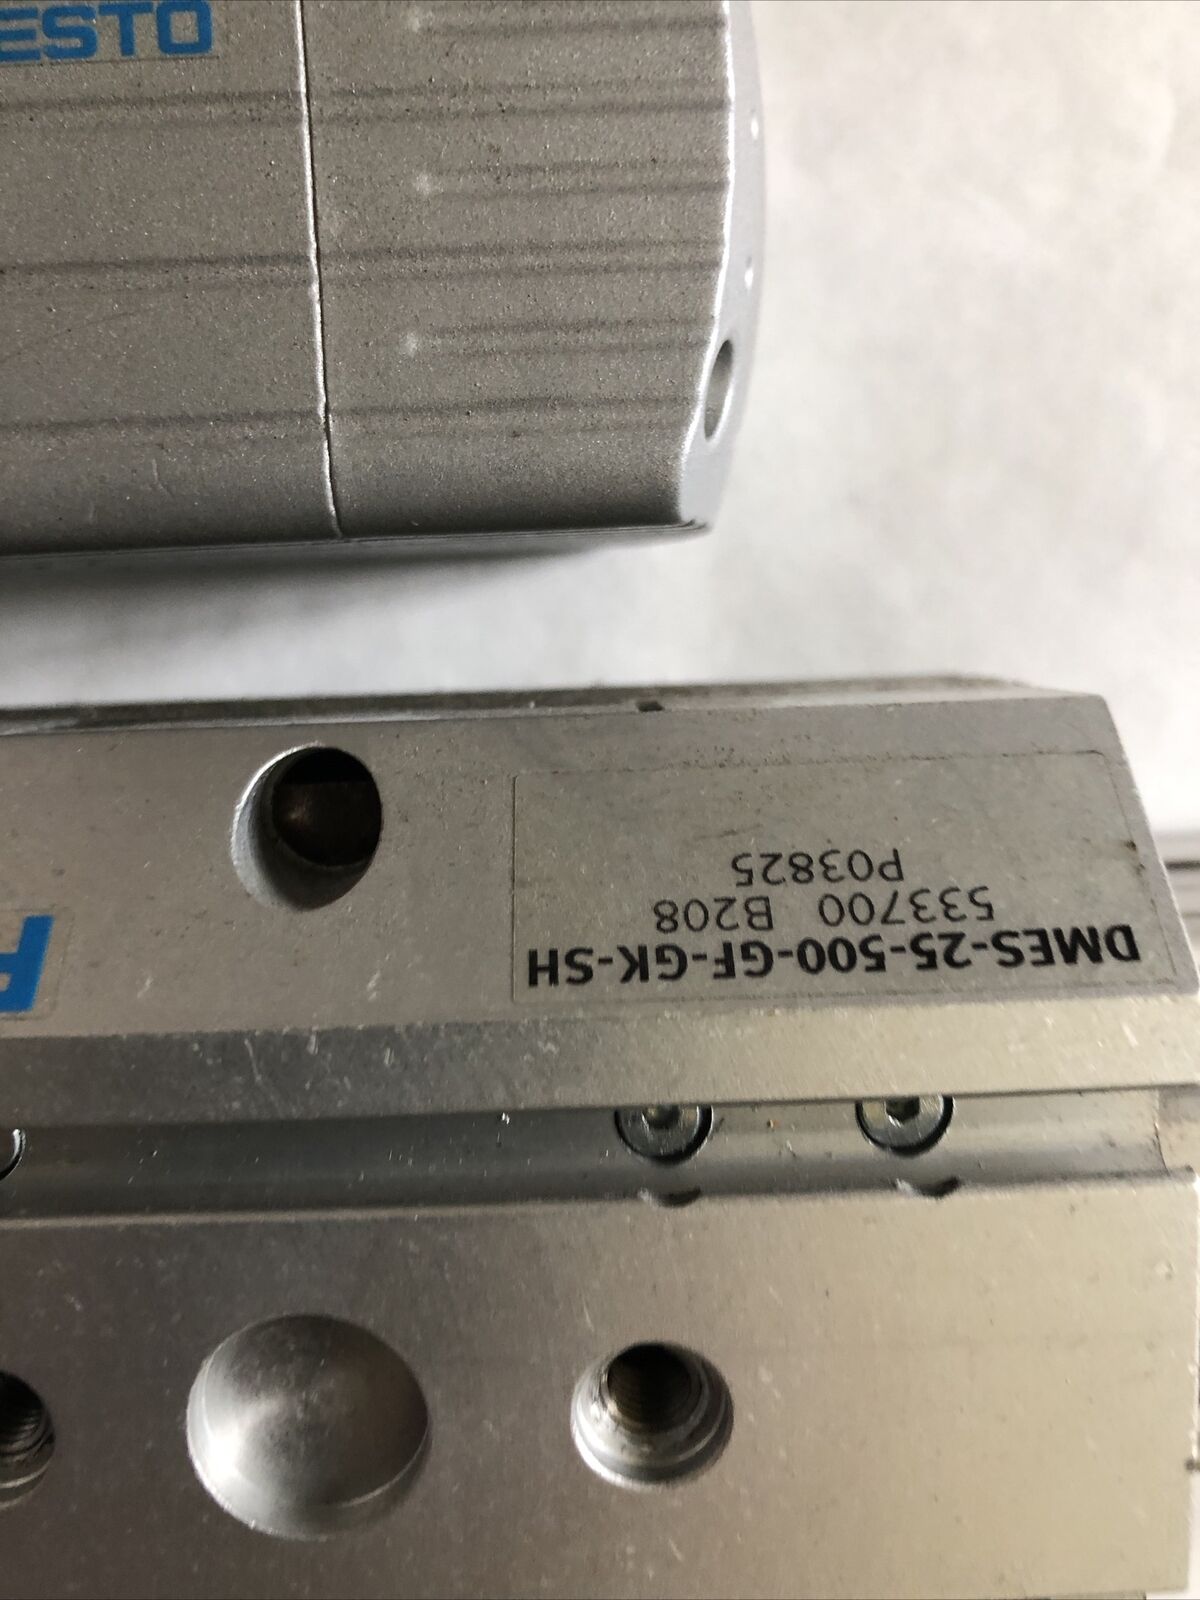 ESTO
DMES-25-500-GF-GK-SH
533700 B208
P03825
F